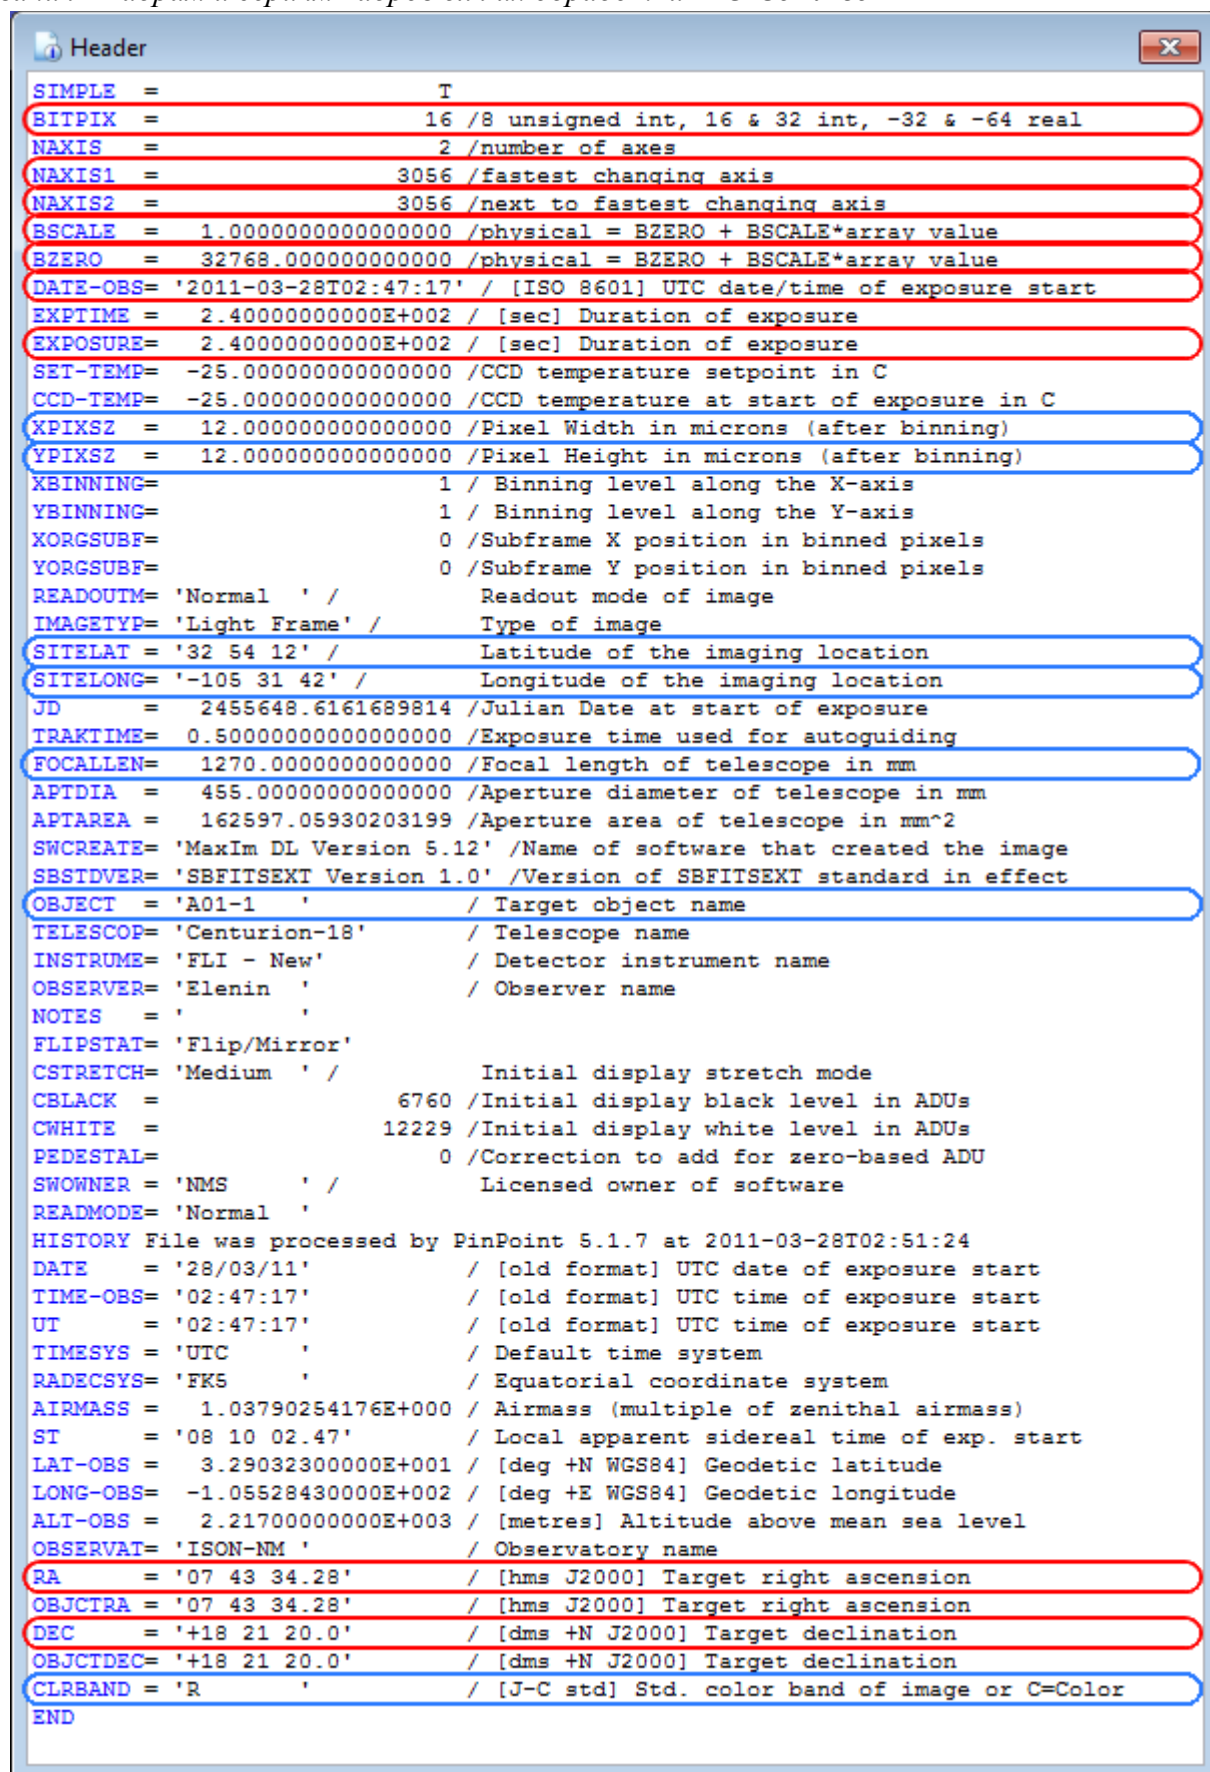 Header
SIMPLE  =                    T
BITPIX  =                   16 /8 unsigned int, 16 & 32 int, -32 & -64 real
NAXIS   =                    2 /number of axes
NAXIS1  =                 3056 /fastest changing axis
NAXIS2  =                 3056 /next to fastest changing axis
BSCALE  =   1.0000000000000000 /physical = BZERO + BSCALE*array value
BZERO   =   32768.000000000000 /physical = BZERO + BSCALE*array value
DATE-OBS= '2011-03-28T02:47:17' / [ISO 8601] UTC date/time of exposure start
EXPTIME =   2.40000000000E+002 / [sec] Duration of exposure
EXPOSURE=   2.40000000000E+002 / [sec] Duration of exposure
SET-TEMP=  -25.000000000000000 /CCD temperature setpoint in C
CCD-TEMP=  -25.000000000000000 /CCD temperature at start of exposure in C
XPIXSZ  =   12.000000000000000 /Pixel Width in microns (after binning)
YPIXSZ  =   12.000000000000000 /Pixel Height in microns (after binning)
XBINNING=                    1 / Binning level along the X-axis
YBINNING=                    1 / Binning level along the Y-axis
XORGSUBF=                    0 /Subframe X position in binned pixels
YORGSUBF=                    0 /Subframe Y position in binned pixels
READOUTM= 'Normal  ' /          Readout mode of image
IMAGETYP= 'Light Frame' /       Type of image
SITELAT = '32 54 12' /          Latitude of the imaging location
SITELONG= '-105 31 42' /        Longitude of the imaging location
JD      =   2455648.6161689814 /Julian Date at start of exposure
TRAKTIME=  0.50000000000000000 /Exposure time used for autoguiding
FOCALLEN=   1270.0000000000000 /Focal length of telescope in mm
APTDIA  =   455.00000000000000 /Aperture diameter of telescope in mm
APTAREA =   162597.05930203199 /Aperture area of telescope in mm^2
SWCREATE= 'MaxIm DL Version 5.12' /Name of software that created the image
SBSTDVER= 'SBFITSEXT Version 1.0' /Version of SBFITSEXT standard in effect
OBJECT  = 'A01-1   '           / Target object name
TELESCOP= 'Centurion-18'       / Telescope name
INSTRUME= 'FLI - New'          / Detector instrument name
OBSERVER= 'Elenin  '           / Observer name
NOTES   = '        '
FLIPSTAT= 'Flip/Mirror'
CSTRETCH= 'Medium  ' /          Initial display stretch mode
CBLACK  =                 6760 /Initial display black level in ADUs
CWHITE  =                12229 /Initial display white level in ADUs
PEDESTAL=                    0 /Correction to add for zero-based ADU
SWOWNER = 'NMS     ' /          Licensed owner of software
READMODE= 'Normal  '
HISTORY File was processed by PinPoint 5.1.7 at 2011-03-28T02:51:24
DATE    = '28/03/11'           / [old format] UTC date of exposure start
TIME-OBS= '02:47:17'           / [old format] UTC time of exposure start
UT      = '02:47:17'           / [old format] UTC time of exposure start
TIMESYS = 'UTC     '           / Default time system
RADECSYS= 'FK5     '           / Equatorial coordinate system
AIRMASS =   1.03790254176E+000 / Airmass (multiple of zenithal airmass)
ST      = '08 10 02.47'        / Local apparent sidereal time of exp. start
LAT-OBS =   3.29032300000E+001 / [deg +N WGS84] Geodetic latitude
LONG-OBS=  -1.05528430000E+002 / [deg +E WGS84] Geodetic longitude
ALT-OBS =   2.21700000000E+003 / [metres] Altitude above mean sea level
OBSERVAT= 'ISON-NM '           / Observatory name
RA      = '07 43 34.28'        / [hms J2000] Target right ascension
OBJCTRA = '07 43 34.28'        / [hms J2000] Target right ascension
DEC     = '+18 21 20.0'        / [dms +N J2000] Target declination
OBJCTDEC= '+18 21 20.0'        / [dms +N J2000] Target declination
CLRBAND = 'R       '           / [J-C std] Std. color band of image or C=Color
END